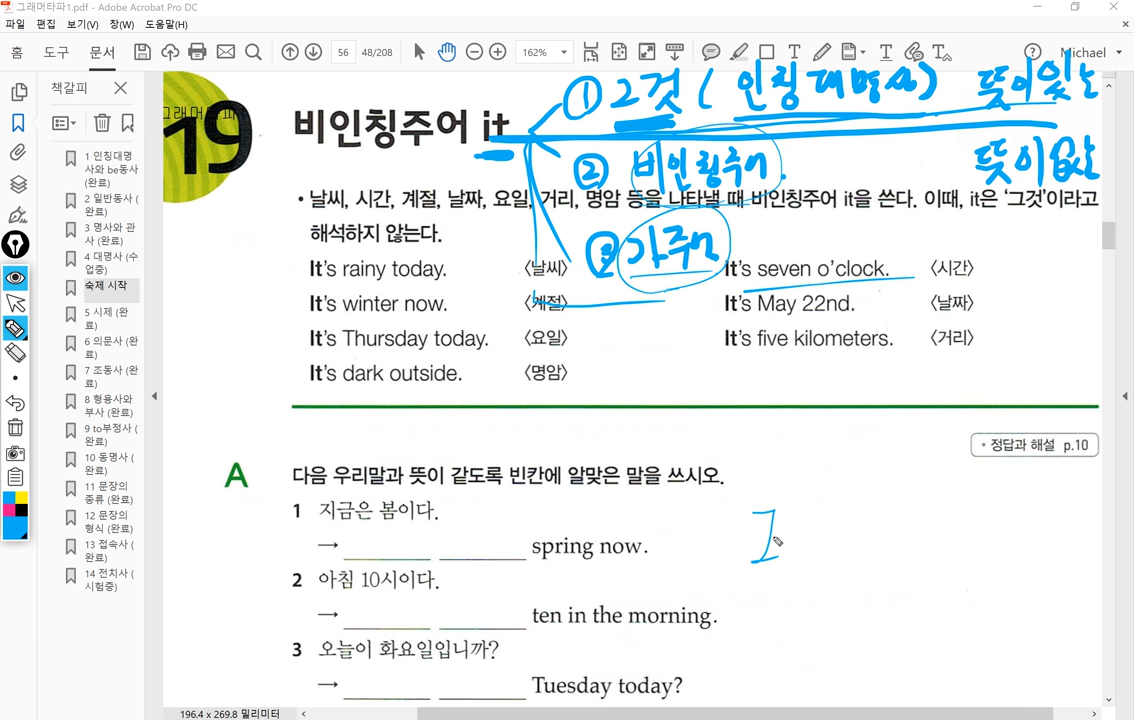 그래머타파1.pdf - Adobe Acrobat Pro DC
파일 편집 보기(V) 창(W) 도움말(H)
홈 도구 문서 56 48/208 162% Michael
책갈피
1 인칭대명
사와 be동사
(완료)
2 일반동사 (
완료)
3 명사와 관
사 (완료)
4 대명사 (수
업중)
숙제 시작
5 시제 (완
료)
6 의문사 (완
료)
7 조동사 (완
료)
8 형용사와
부사 (완료)
9 to부정사 (
완료)
10 동명사 (
완료)
11 문장의
종류 (완료)
12 문장의
형식 (완료)
13 접속사 (
완료)
14 전치사 (
시험중)
그래머타파
19 비인칭주어 it
① 그것 (인칭대명사) 뜻이있는
② 비인칭주어. 뜻이없는
• 날씨, 시간, 계절, 날짜, 요일, 거리, 명암 등을 나타낼 때 비인칭주어 it을 쓴다. 이때, it은 ‘그것’이라고
해석하지 않는다.
③ 가주어
It’s rainy today. 〈날씨〉 It’s seven o’clock. 〈시간〉
It’s winter now. 〈계절〉 It’s May 22nd. 〈날짜〉
It’s Thursday today. 〈요일〉 It’s five kilometers. 〈거리〉
It’s dark outside. 〈명암〉
• 정답과 해설 p.10
A 다음 우리말과 뜻이 같도록 빈칸에 알맞은 말을 쓰시오.
1 지금은 봄이다.
→ ________ ________ spring now. I
2 아침 10시이다.
→ ________ ________ ten in the morning.
3 오늘이 화요일입니까?
→ ________ ________ Tuesday today?
196.4 x 269.8 밀리미터